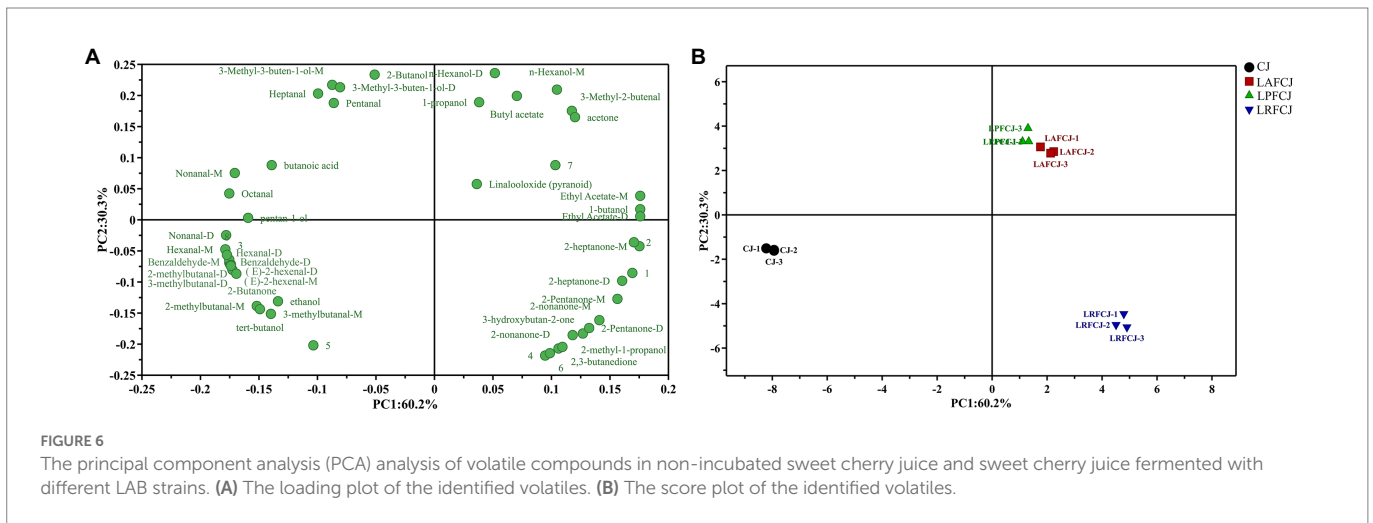 A
0.25
0.2
0.15
0.1
0.05
0
-0.05
-0.1
-0.15
-0.2
-0.25
PC2:30.3%
3-Methyl-3-buten-1-ol-M
2-Butanol
n-Hexanol-D
n-Hexanol-M
3-Methyl-3-buten-1-ol-D
3-Methyl-2-butenal
Heptanal
Pentanal
1-propanol
Butyl acetate
acetone
butanoic acid
7
Nonanal-M
Linalooloxide (pyranoid)
Octanal
Ethyl Acetate-M
1-butanol
pentan-1-ol
Ethyl Acetate-D
Nonanal-D
3
2
Hexanal-M
Hexanal-D
2-heptanone-M
Benzaldehyde-M
Benzaldehyde-D
2-methylbutanal-D
( E)-2-hexenal-D
1
3-methylbutanal-D
( E)-2-hexenal-M
2-heptanone-D
2-Butanone
2-methylbutanal-M
ethanol
2-Pentanone-M
3-methylbutanal-M
2-nonanone-M
tert-butanol
3-hydroxybutan-2-one
2-nonanone-D
2-Pentanone-D
5
4
2-methyl-1-propanol
2,3-butanedione
6
-0.25 -0.2 -0.15 -0.1 -0.05 0 0.05 0.1 0.15 0.2
PC1:60.2%
B
6
4
2
0
-2
-4
-6
PC2:30.3%
CJ
LAFCJ
LPFCJ
LRFCJ
LPFCJ-3
LAFCJ-1
LAFCJ-2
LAFCJ-3
CJ-1
CJ-2
CJ-3
LRFCJ-1
LRFCJ-2
LRFCJ-3
-8 -6 -4 -2 0 2 4 6 8
PC1:60.2%
FIGURE 6
The principal component analysis (PCA) analysis of volatile compounds in non-incubated sweet cherry juice and sweet cherry juice fermented with
different LAB strains. (A) The loading plot of the identified volatiles. (B) The score plot of the identified volatiles.